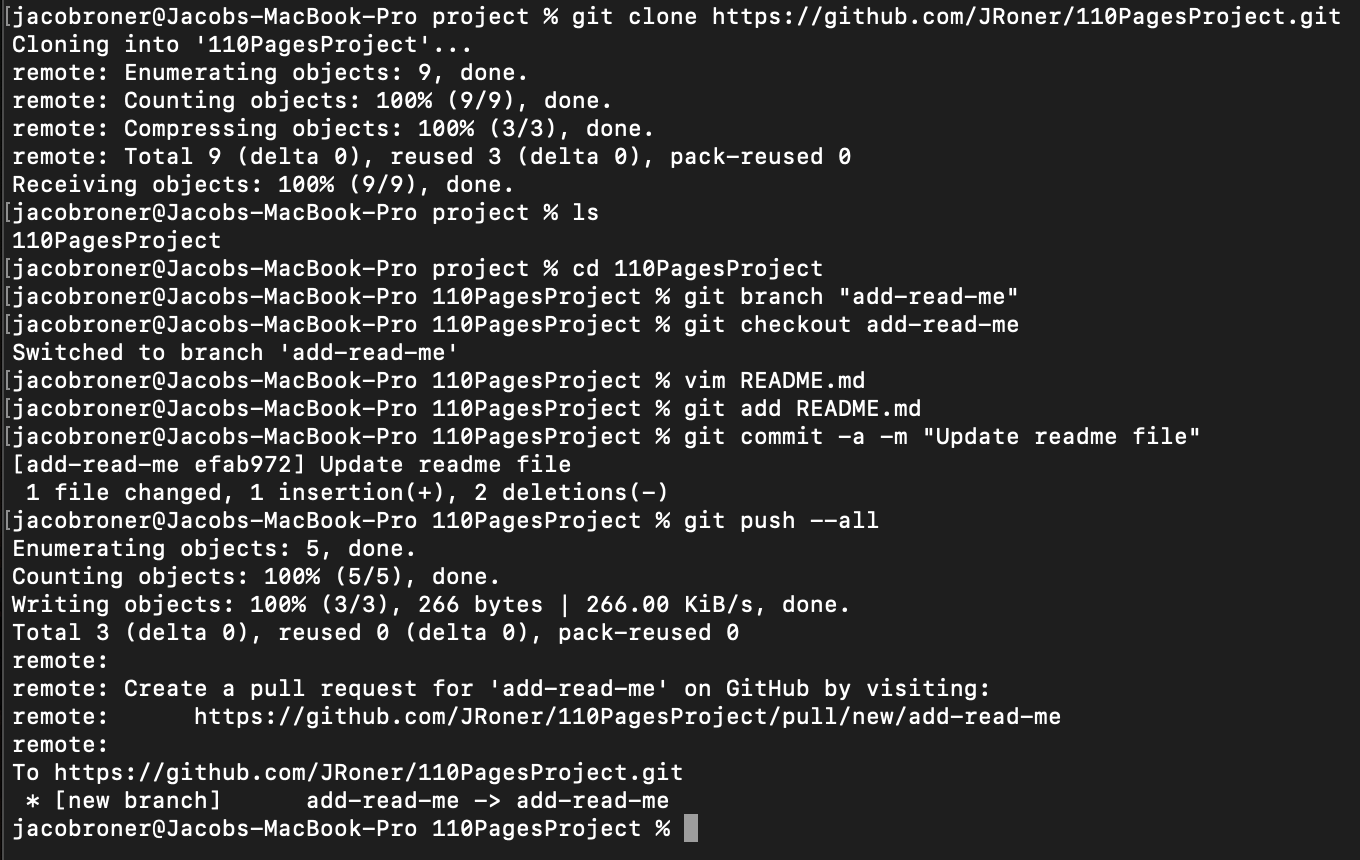 [jacobroner@Jacobs-MacBook-Pro project % git clone https://github.com/JRoner/110PagesProject.git
Cloning into '110PagesProject'...
remote: Enumerating objects: 9, done.
remote: Counting objects: 100% (9/9), done.
remote: Compressing objects: 100% (3/3), done.
remote: Total 9 (delta 0), reused 3 (delta 0), pack-reused 0
Receiving objects: 100% (9/9), done.
[jacobroner@Jacobs-MacBook-Pro project % ls
110PagesProject
[jacobroner@Jacobs-MacBook-Pro project % cd 110PagesProject
[jacobroner@Jacobs-MacBook-Pro 110PagesProject % git branch "add-read-me"
[jacobroner@Jacobs-MacBook-Pro 110PagesProject % git checkout add-read-me
Switched to branch 'add-read-me'
[jacobroner@Jacobs-MacBook-Pro 110PagesProject % vim README.md
[jacobroner@Jacobs-MacBook-Pro 110PagesProject % git add README.md
[jacobroner@Jacobs-MacBook-Pro 110PagesProject % git commit -a -m "Update readme file"
[add-read-me efab972] Update readme file
 1 file changed, 1 insertion(+), 2 deletions(-)
[jacobroner@Jacobs-MacBook-Pro 110PagesProject % git push --all
Enumerating objects: 5, done.
Counting objects: 100% (5/5), done.
Writing objects: 100% (3/3), 266 bytes | 266.00 KiB/s, done.
Total 3 (delta 0), reused 0 (delta 0), pack-reused 0
remote:
remote: Create a pull request for 'add-read-me' on GitHub by visiting:
remote:      https://github.com/JRoner/110PagesProject/pull/new/add-read-me
remote:
To https://github.com/JRoner/110PagesProject.git
 * [new branch]      add-read-me -> add-read-me
jacobroner@Jacobs-MacBook-Pro 110PagesProject %